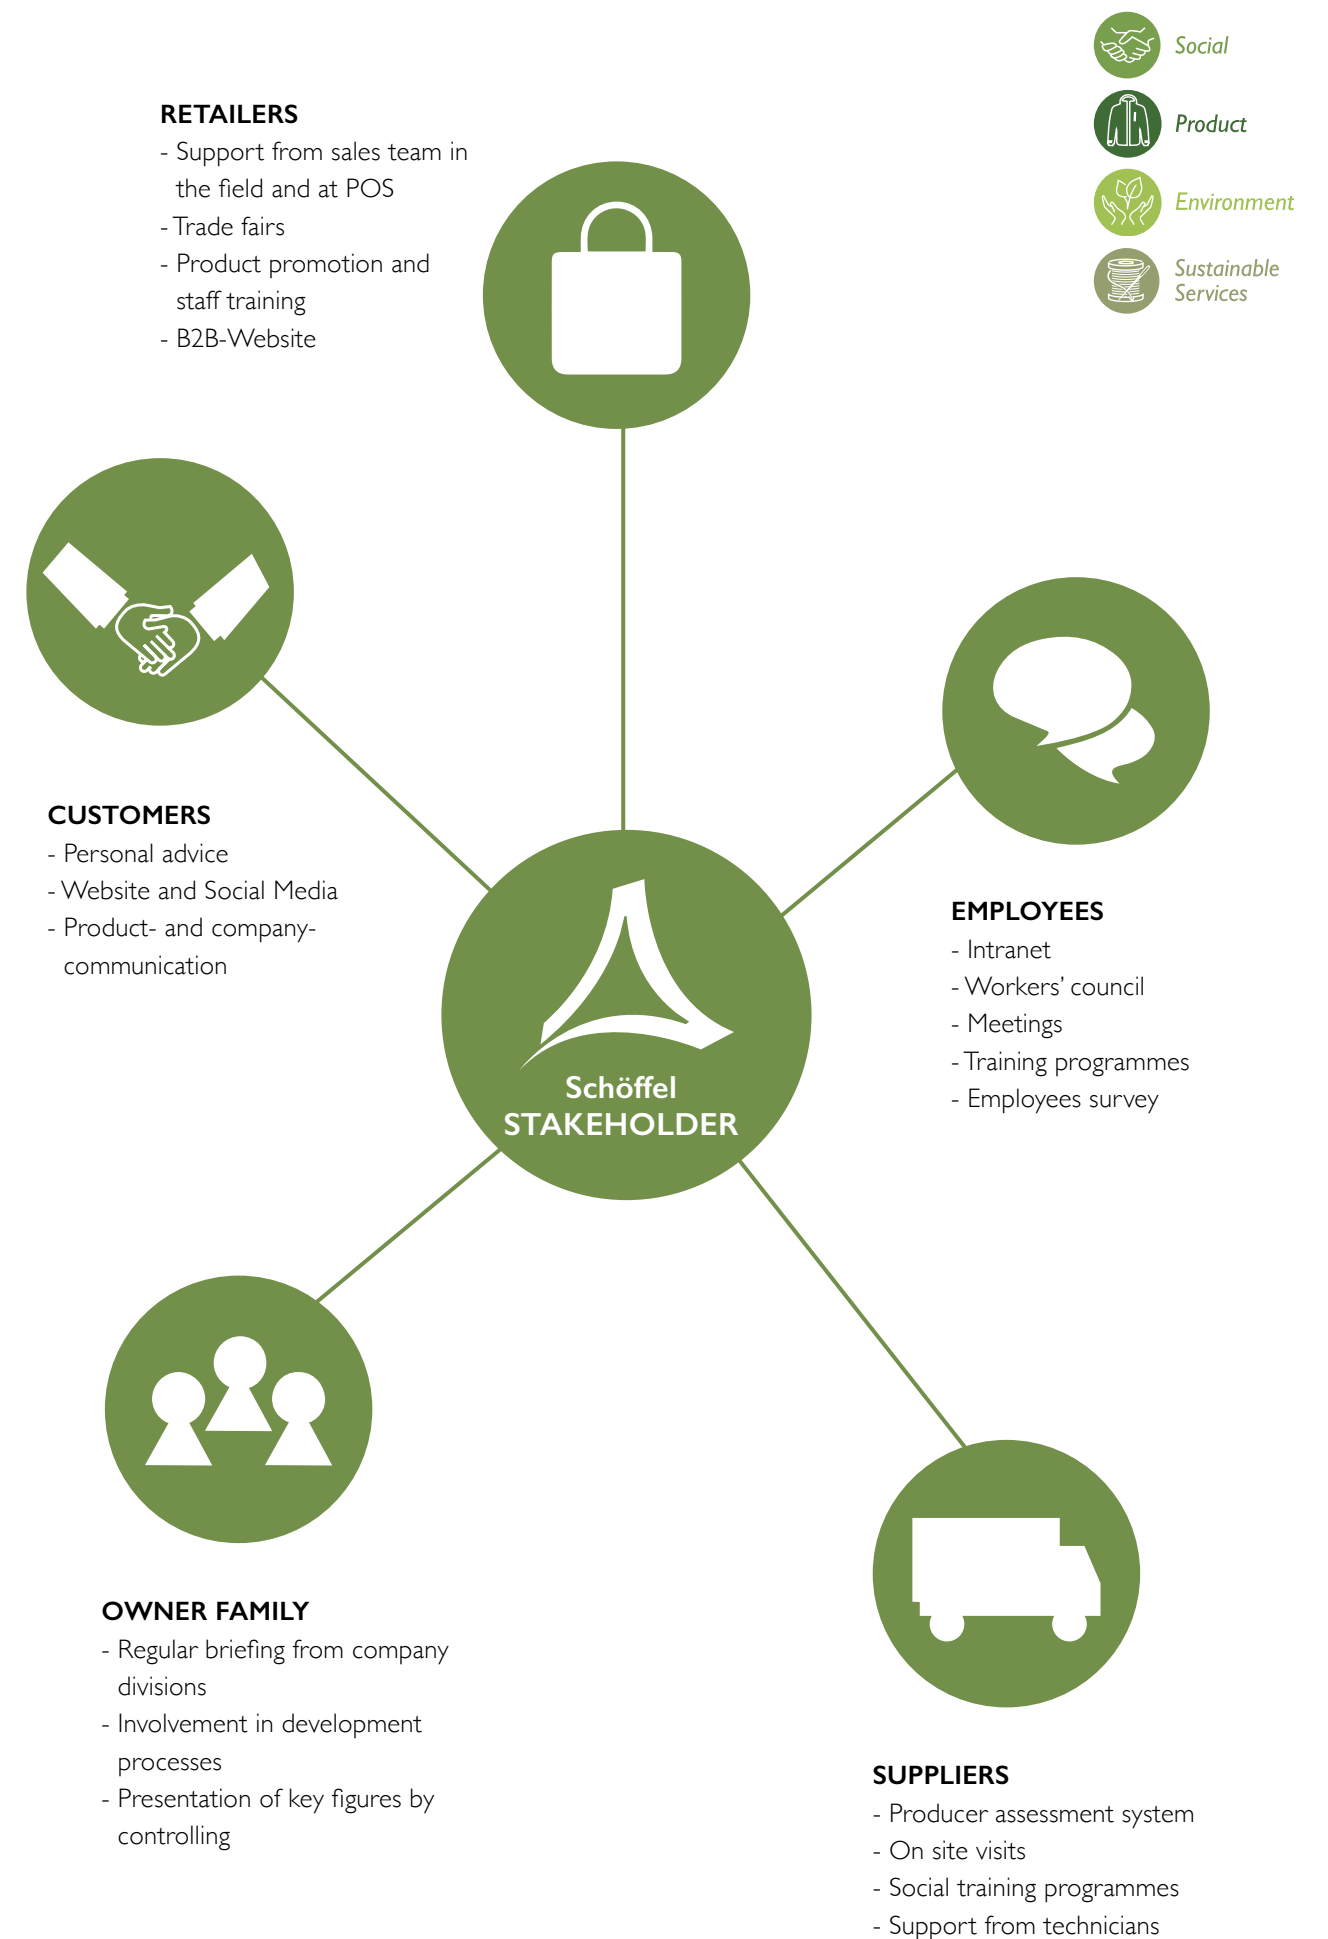 Social
Product
Environment
Sustainable
Services
RETAILERS
- Support from sales team in
the field and at POS
- Trade fairs
- Product promotion and
staff training
- B2B-Website
CUSTOMERS
- Personal advice
- Website and Social Media
- Product- and company-
communication
EMPLOYEES
- Intranet
- Workers’ council
- Meetings
- Training programmes
- Employees survey
Schöffel
STAKEHOLDER
OWNER FAMILY
- Regular briefing from company
divisions
- Involvement in development
processes
- Presentation of key figures by
controlling
SUPPLIERS
- Producer assessment system
- On site visits
- Social training programmes
- Support from technicians